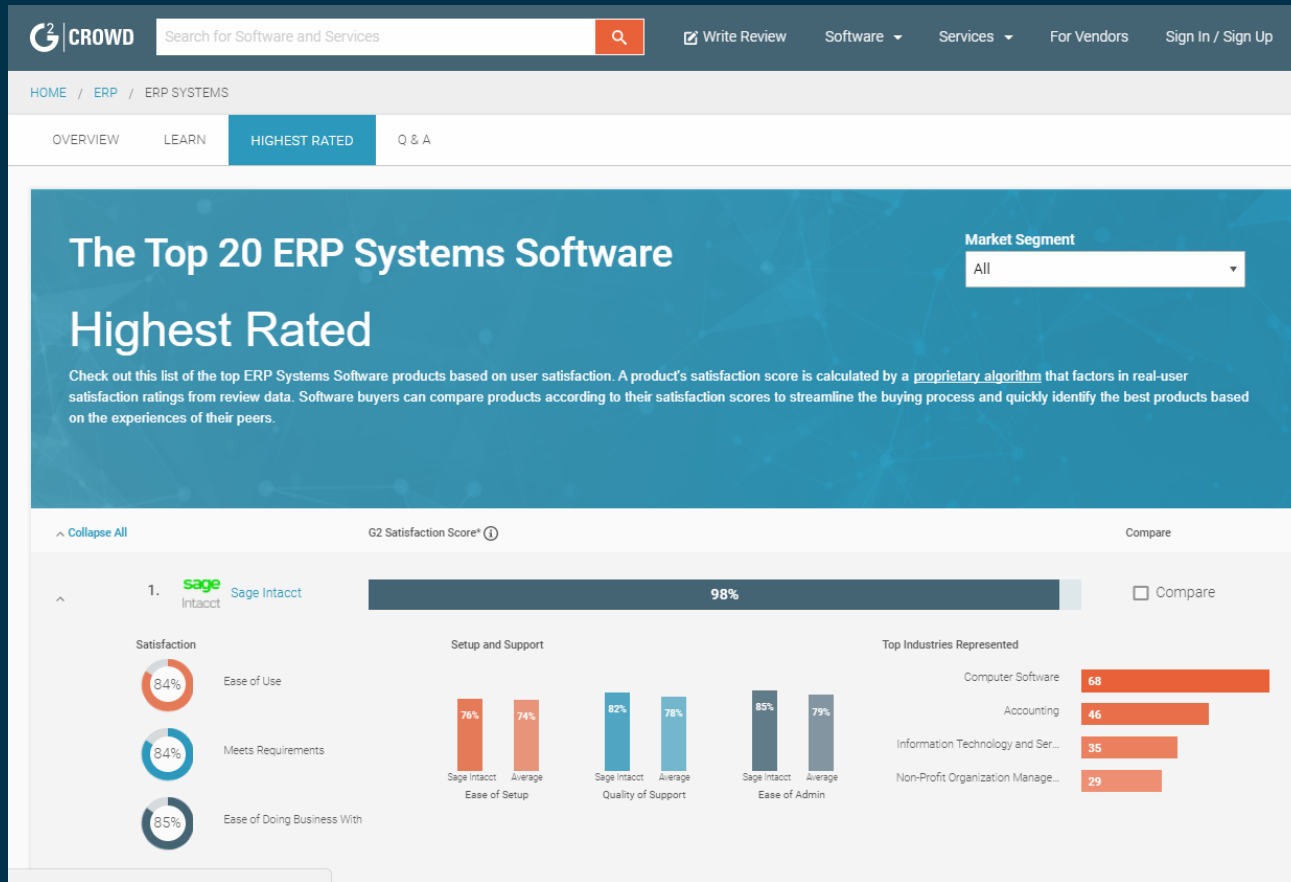 G2 CROWD
Search for Software and Services
Write Review
Software
Services
For Vendors
Sign In / Sign Up
HOME / ERP / ERP SYSTEMS
OVERVIEW
LEARN
HIGHEST RATED
Q & A
The Top 20 ERP Systems Software
Highest Rated
Market Segment
All
Check out this list of the top ERP Systems Software products based on user satisfaction. A product's satisfaction score is calculated by a proprietary algorithm that factors in real-user
satisfaction ratings from review data. Software buyers can compare products according to their satisfaction scores to streamline the buying process and quickly identify the best products based
on the experiences of their peers.
Collapse All
G2 Satisfaction Score*
Compare
1.
sage
Intacct
Sage Intacct
98%
Compare
Satisfaction
84%
Ease of Use
84%
Meets Requirements
85%
Ease of Doing Business With
Setup and Support
76%
74%
Sage Intacct
Average
Ease of Setup
82%
78%
Sage Intacct
Average
Quality of Support
85%
79%
Sage Intacct
Average
Ease of Admin
Top Industries Represented
Computer Software
68
Accounting
46
Information Technology and Ser...
35
Non-Profit Organization Manage...
29